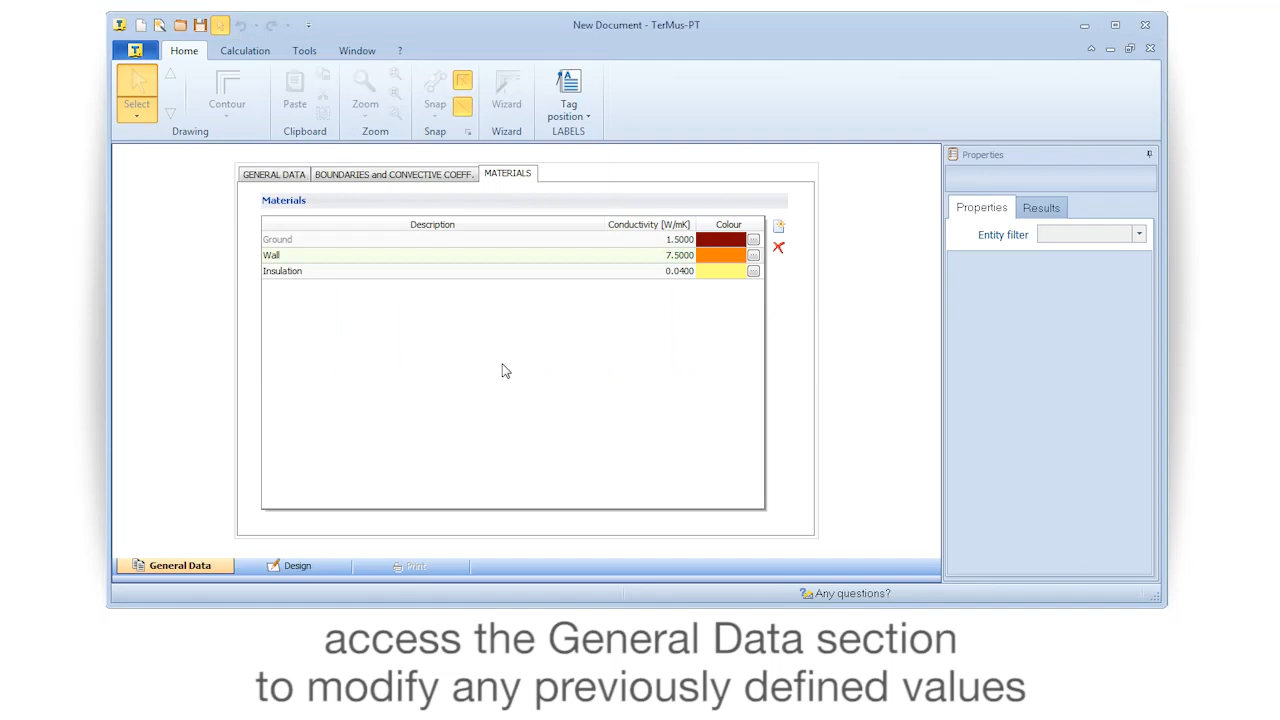 New Document - TerMus-PT
Home Calculation Tools Window ?
Select Contour Paste Zoom Snap Wizard Tag position
Drawing Clipboard Zoom Snap Wizard LABELS
GENERAL DATA BOUNDARIES and CONVECTIVE COEFF. MATERIALS
Materials
Description Conductivity [W/mK] Colour
Ground 1.5000
Wall 7.5000
Insulation 0.0400
Properties
Properties Results
Entity filter
General Data Design Print
Any questions?
access the General Data section
to modify any previously defined values